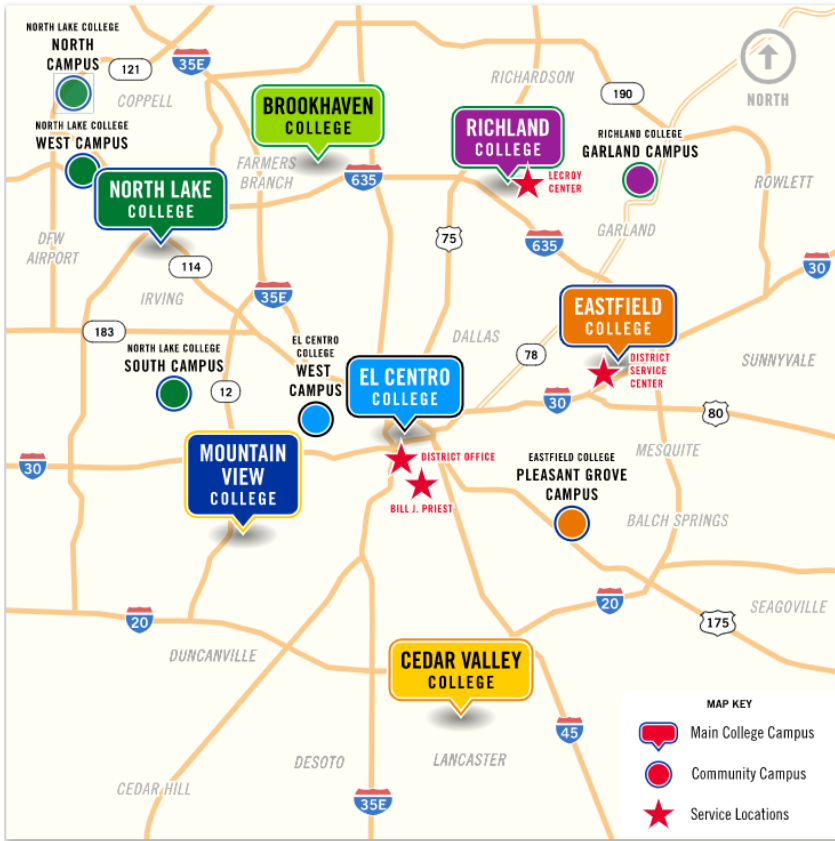 NORTH LAKE COLLEGE
NORTH
CAMPUS
121
COPPELL
35E
RICHARDSON
190
NORTH
BROOKHAVEN
COLLEGE
RICHLAND
COLLEGE
RICHLAND COLLEGE
GARLAND CAMPUS
NORTH LAKE COLLEGE
WEST CAMPUS
FARMERS
BRANCH
635
LECROY
CENTER
ROWLETT
NORTH LAKE
COLLEGE
DFW
AIRPORT
114
75
635
GARLAND
30
IRVING
35E
183
EL CENTRO
COLLEGE
WEST
CAMPUS
DALLAS
78
EASTFIELD
COLLEGE
DISTRICT
SERVICE
CENTER
SUNNYVALE
NORTH LAKE COLLEGE
SOUTH CAMPUS
12
EL CENTRO
COLLEGE
30
80
MOUNTAIN
VIEW
COLLEGE
30
DISTRICT OFFICE
BILL J. PRIEST
EASTFIELD COLLEGE
PLEASANT GROVE
CAMPUS
MESQUITE
BALCH SPRINGS
20
20
175
SEAGOVILLE
DUNCANVILLE
CEDAR VALLEY
COLLEGE
45
DESOTO
LANCASTER
CEDAR HILL
35E
MAP KEY
Main College Campus
Community Campus
Service Locations